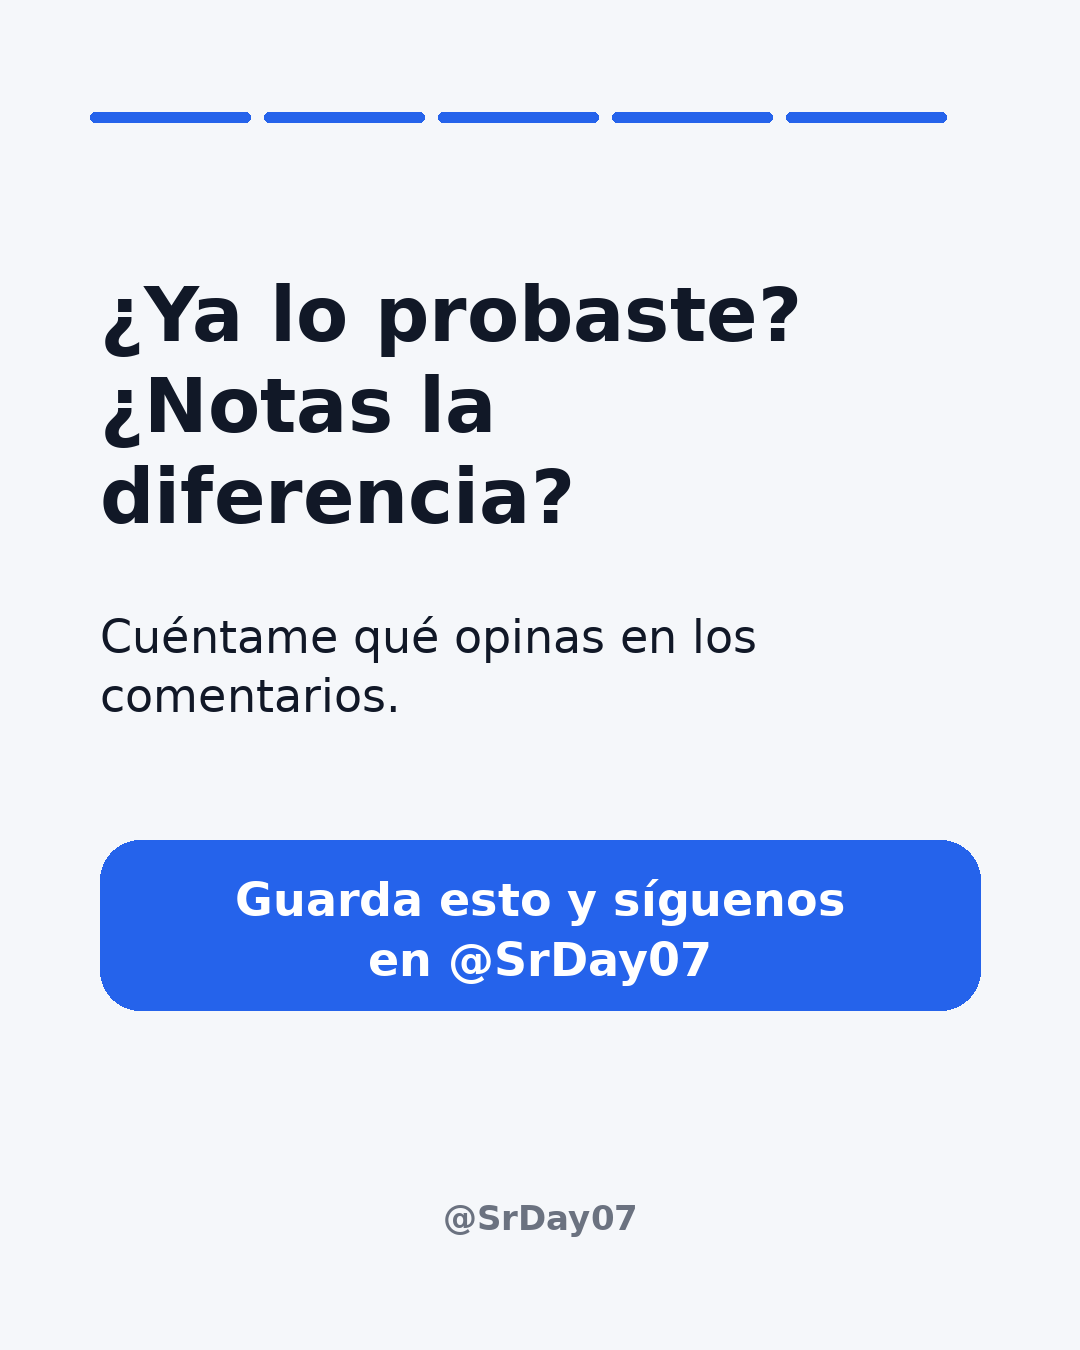 ¿Ya lo probaste?
¿Notas la
diferencia?
Cuéntame qué opinas en los
comentarios.
Guarda esto y síguenos
en @SrDay07
@SrDay07